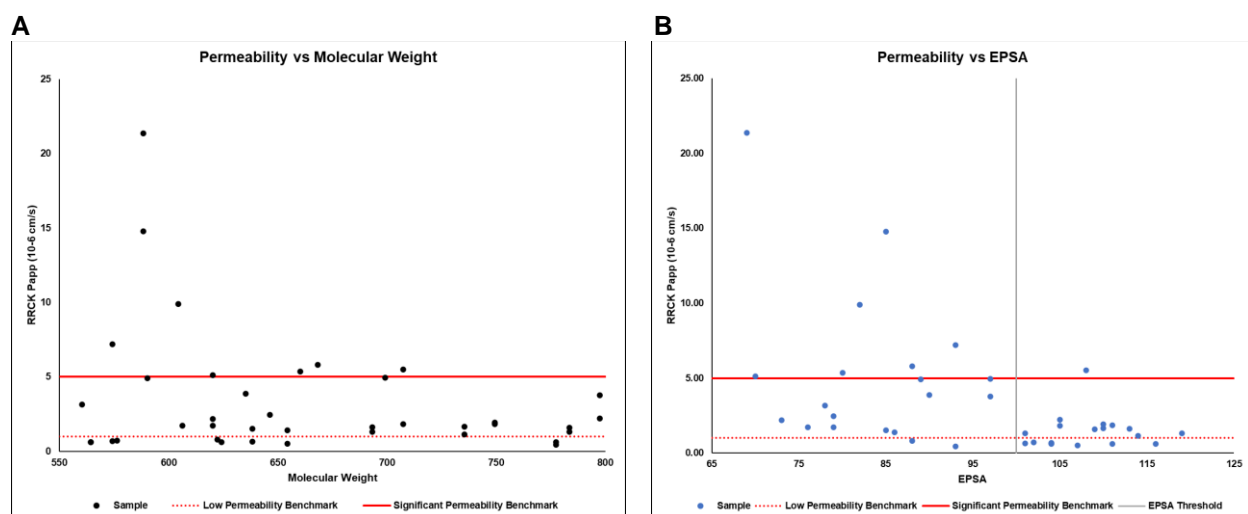 A
Permeability vs Molecular Weight
25
20
15
10
5
0
RRCK Papp (10-6 cm/s)
550 600 650 700 750 800
Molecular Weight
Sample Low Permeability Benchmark Significant Permeability Benchmark
B
Permeability vs EPSA
25.00
20.00
15.00
10.00
5.00
0.00
RRCK Papp (10-6 cm/s)
65 75 85 95 105 115 125
EPSA
Sample Low Permeability Benchmark Significant Permeability Benchmark EPSA Threshold